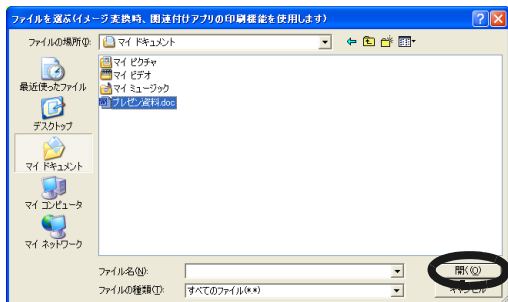 ファイルを選ぶ(イメージ変換時、関連付けアプリの印刷機能を使用します)
ファイルの場所(I):
マイ ドキュメント
マイ ピクチャ
マイ ビデオ
マイ ミュージック
プレゼン資料.doc
最近使ったファイル
デスクトップ
マイ ドキュメント
マイ コンピュータ
マイ ネットワーク
ファイル名(N):
開く(O)
ファイルの種類(T):
すべてのファイル(*.*)
キャンセル